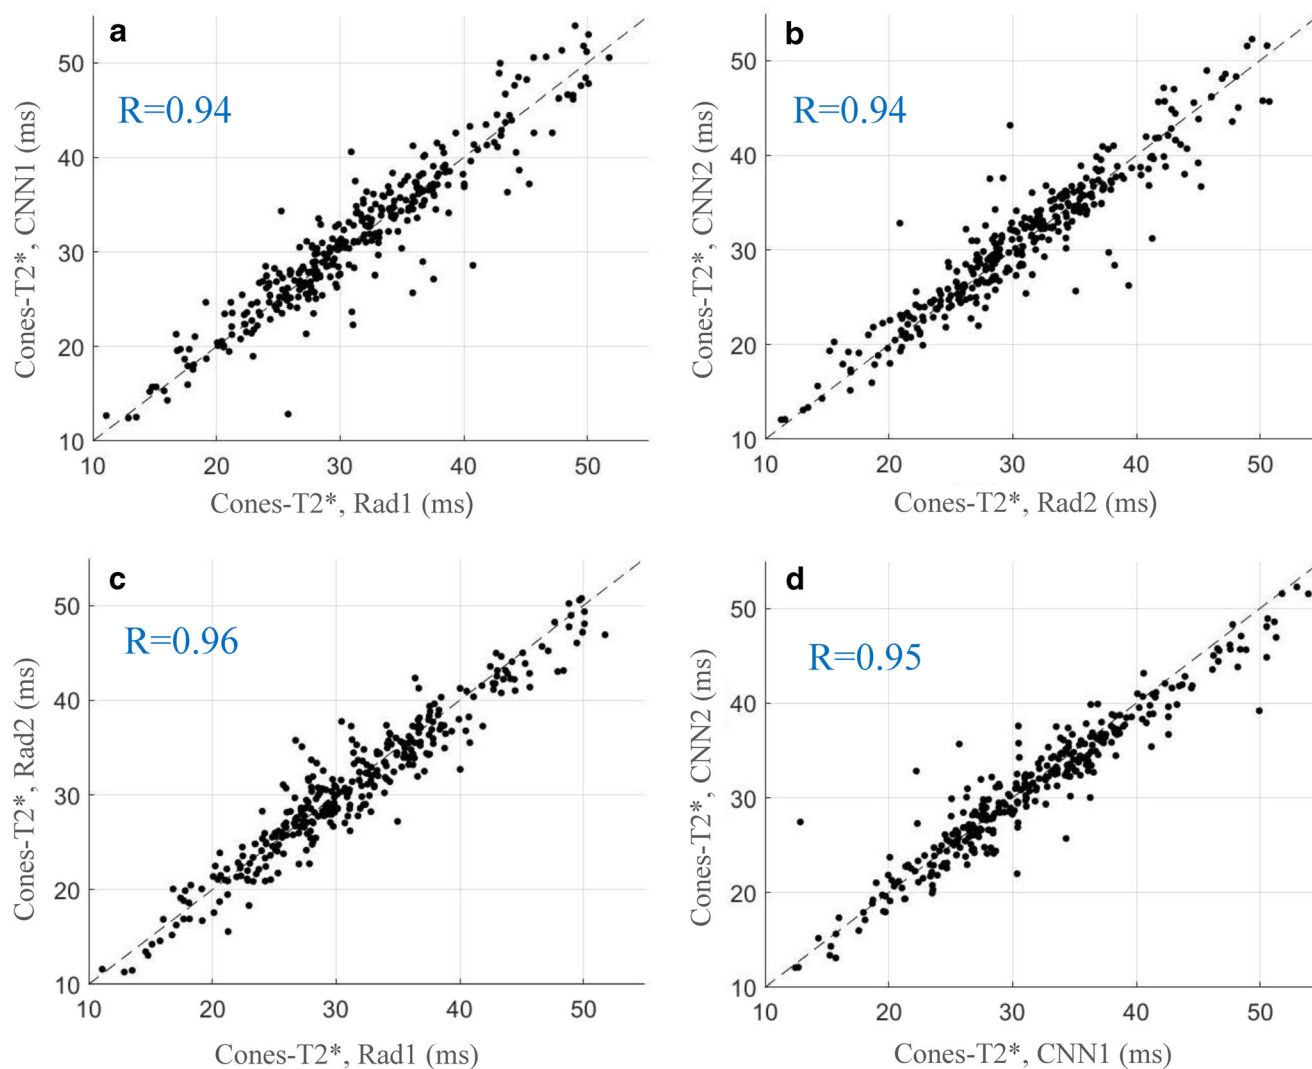 a
R=0.94
Cones-T2*, CNN1 (ms)
50
40
30
20
10
10 20 30 40 50
Cones-T2*, Rad1 (ms)
b
R=0.94
Cones-T2*, CNN2 (ms)
50
40
30
20
10
10 20 30 40 50
Cones-T2*, Rad2 (ms)
c
R=0.96
Cones-T2*, Rad2 (ms)
50
40
30
20
10
10 20 30 40 50
Cones-T2*, Rad1 (ms)
d
R=0.95
Cones-T2*, CNN2 (ms)
50
40
30
20
10
10 20 30 40 50
Cones-T2*, CNN1 (ms)